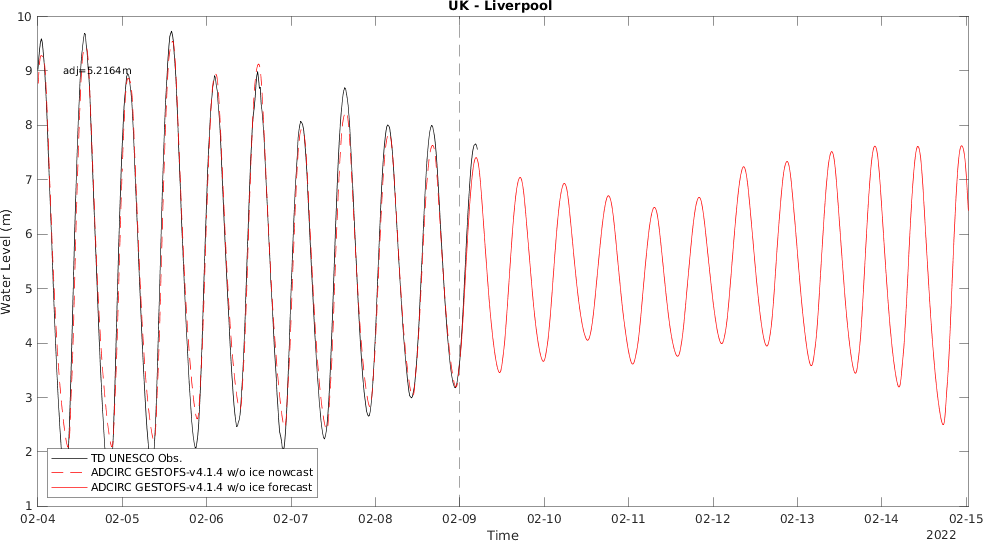 UK - Liverpool
10
9
8
7
6
5
4
3
2
1
Water Level (m)
adj=5.2164m
TD UNESCO Obs.
ADCIRC GESTOFS-v4.1.4 w/o ice nowcast
ADCIRC GESTOFS-v4.1.4 w/o ice forecast
02-04 02-05 02-06 02-07 02-08 02-09 02-10 02-11 02-12 02-13 02-14 02-15
Time
2022